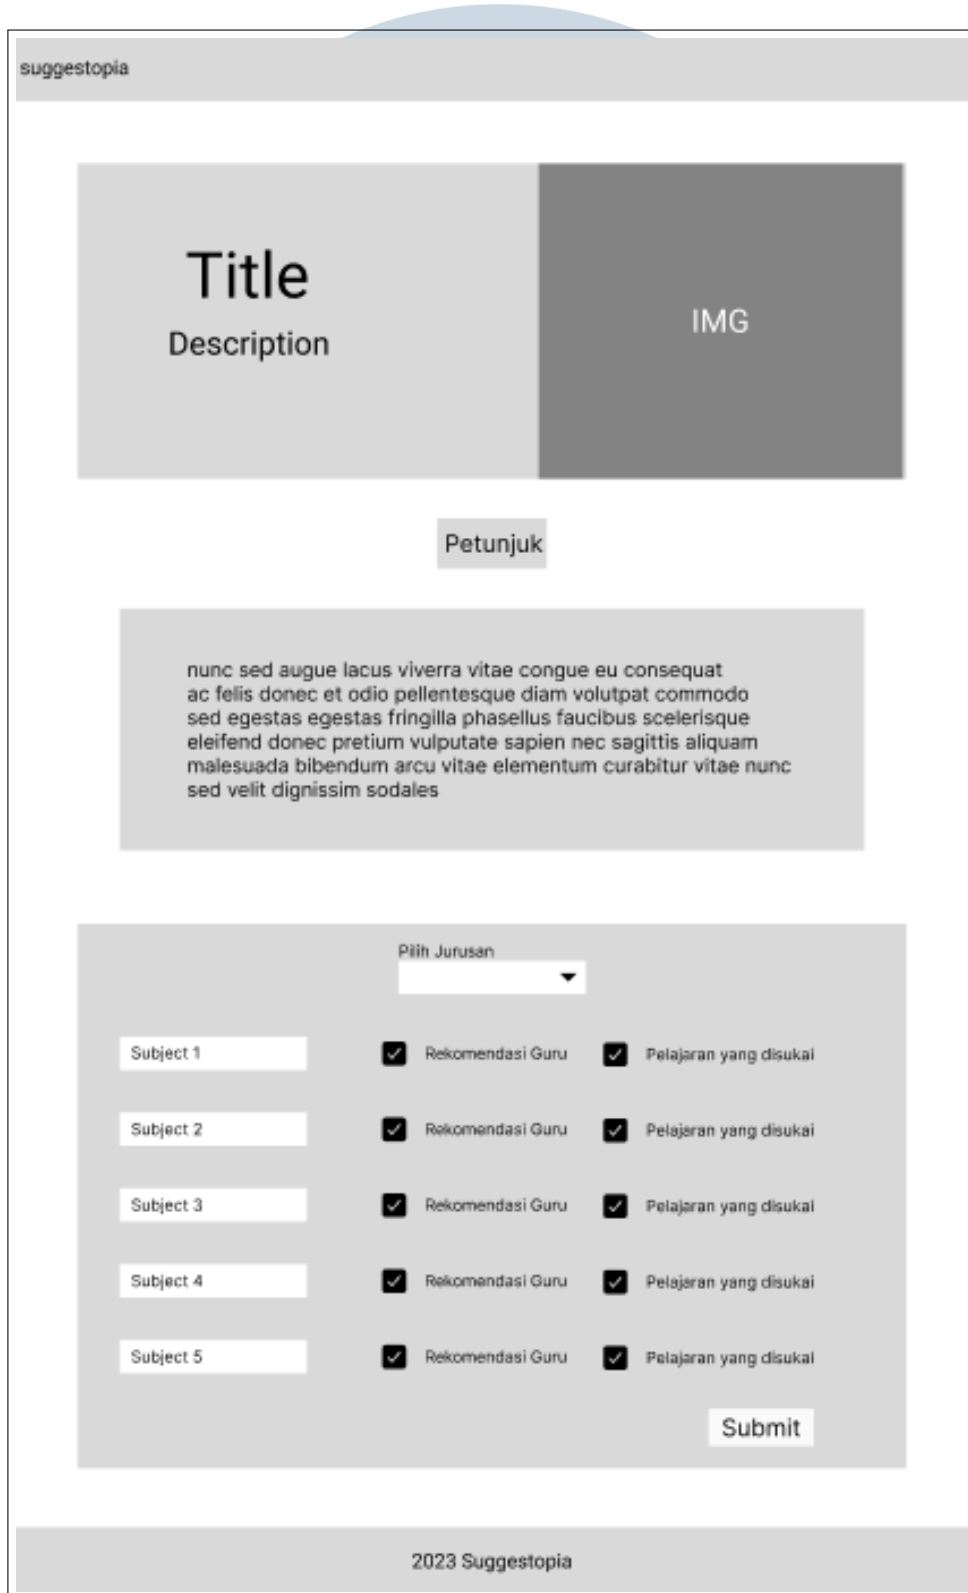 suggestopia
Title
Description
IMG
Petunjuk
nunc sed augue lacus viverra vitae congue eu consequat
ac felis donec et odio pellentesque diam volutpat commodo
sed egestas egestas fringilla phasellus faucibus scelerisque
eleifend donec pretium vulputate sapien nec sagittis aliquam
malesuada bibendum arcu vitae elementum curabitur vitae nunc
sed velit dignissim sodales
Pilih Jurusan
Subject 1 Rekomendasi Guru Pelajaran yang disukai
Subject 2 Rekomendasi Guru Pelajaran yang disukai
Subject 3 Rekomendasi Guru Pelajaran yang disukai
Subject 4 Rekomendasi Guru Pelajaran yang disukai
Subject 5 Rekomendasi Guru Pelajaran yang disukai
Submit
2023 Suggestopia